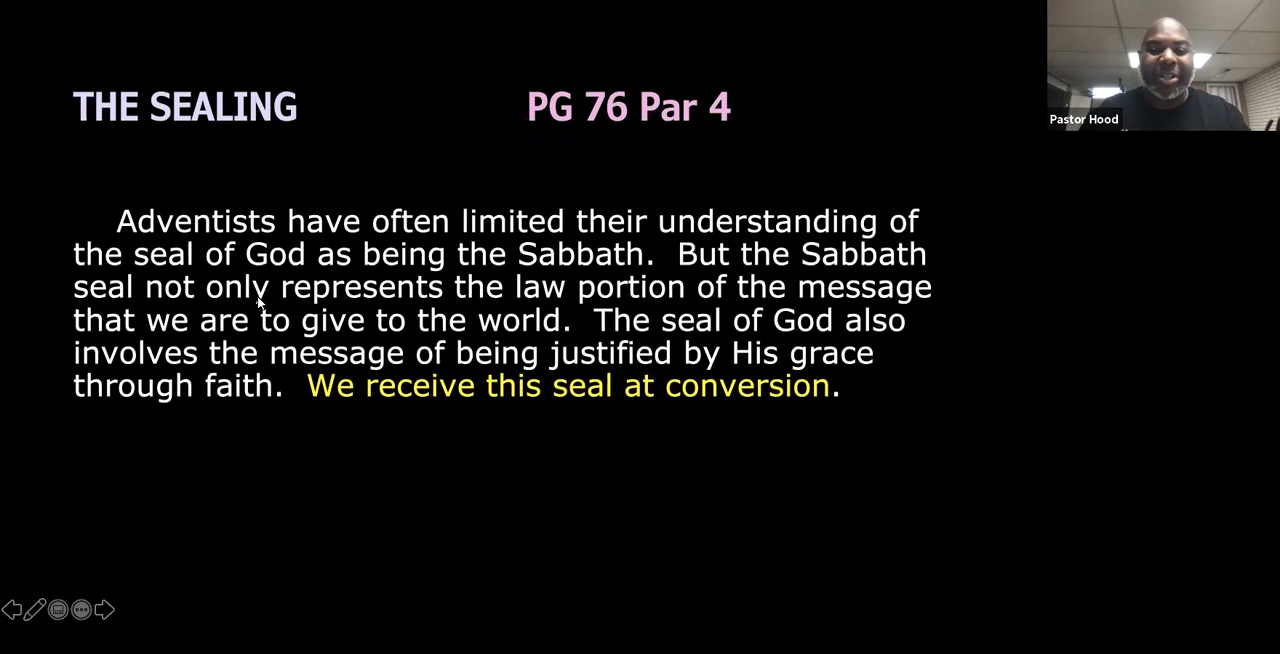 THE SEALING PG 76 Par 4
Pastor Hood
Adventists have often limited their understanding of
the seal of God as being the Sabbath. But the Sabbath
seal not only represents the law portion of the message
that we are to give to the world. The seal of God also
involves the message of being justified by His grace
through faith. We receive this seal at conversion.